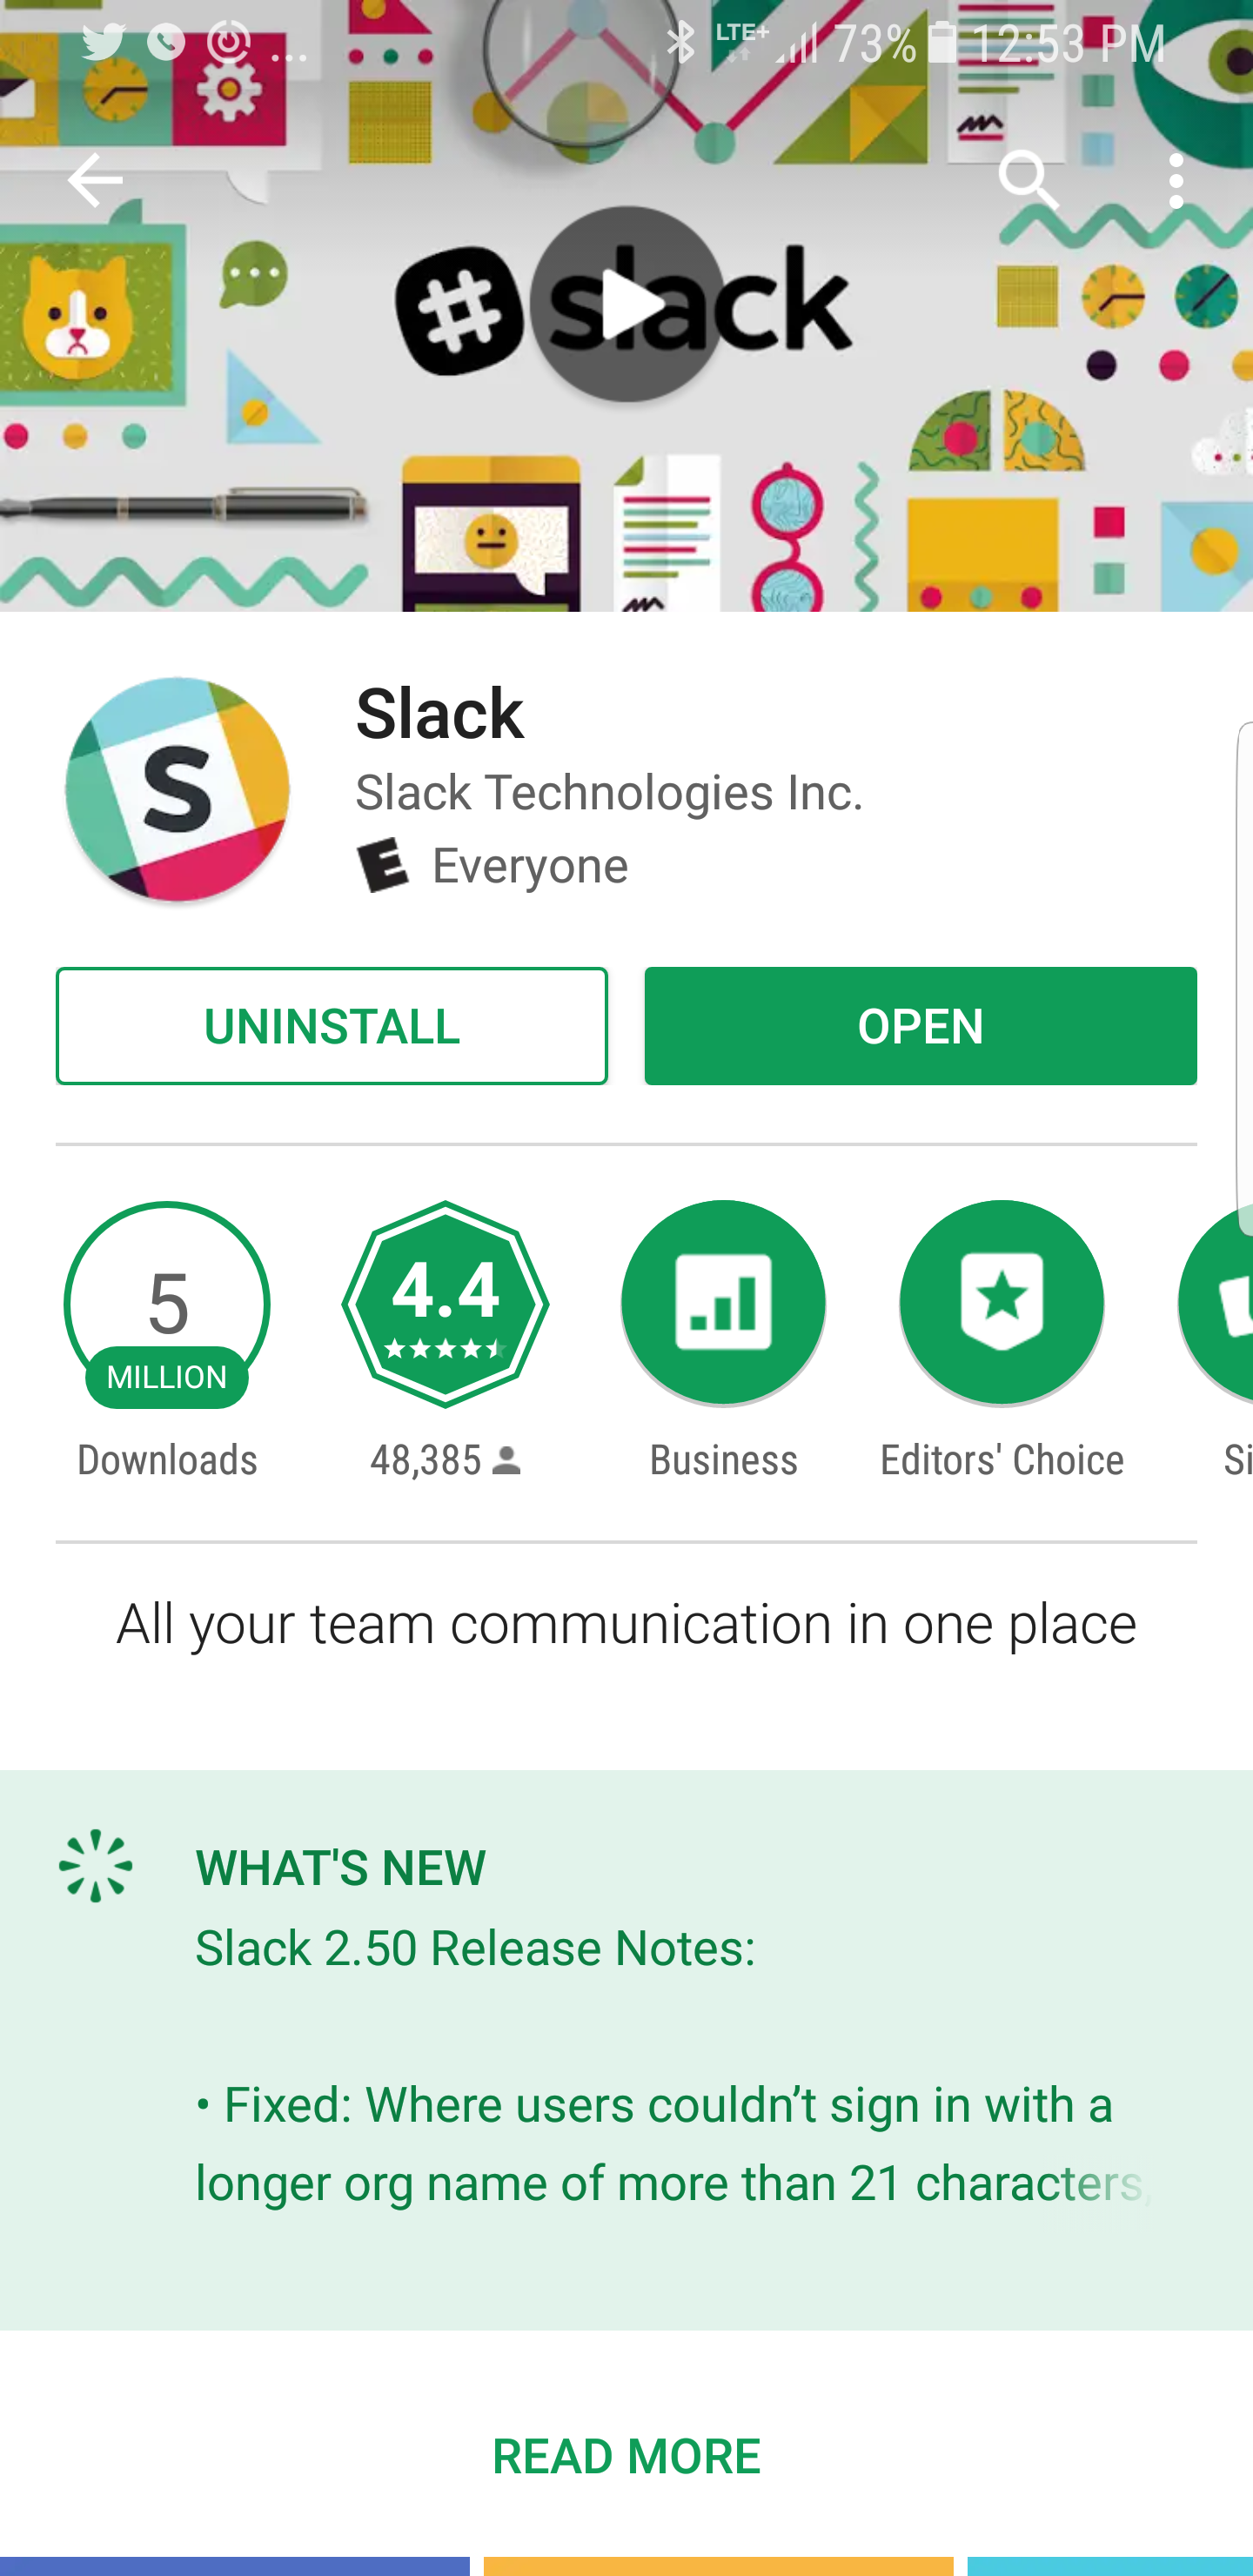 ... LTE+ 73% 12:53 PM
# slack
S
Slack
Slack Technologies Inc.
E Everyone
UNINSTALL
OPEN
5
MILLION
Downloads
4.4
48,385
Business
Editors' Choice
All your team communication in one place
WHAT'S NEW
Slack 2.50 Release Notes:
• Fixed: Where users couldn’t sign in with a
longer org name of more than 21 characters,
READ MORE